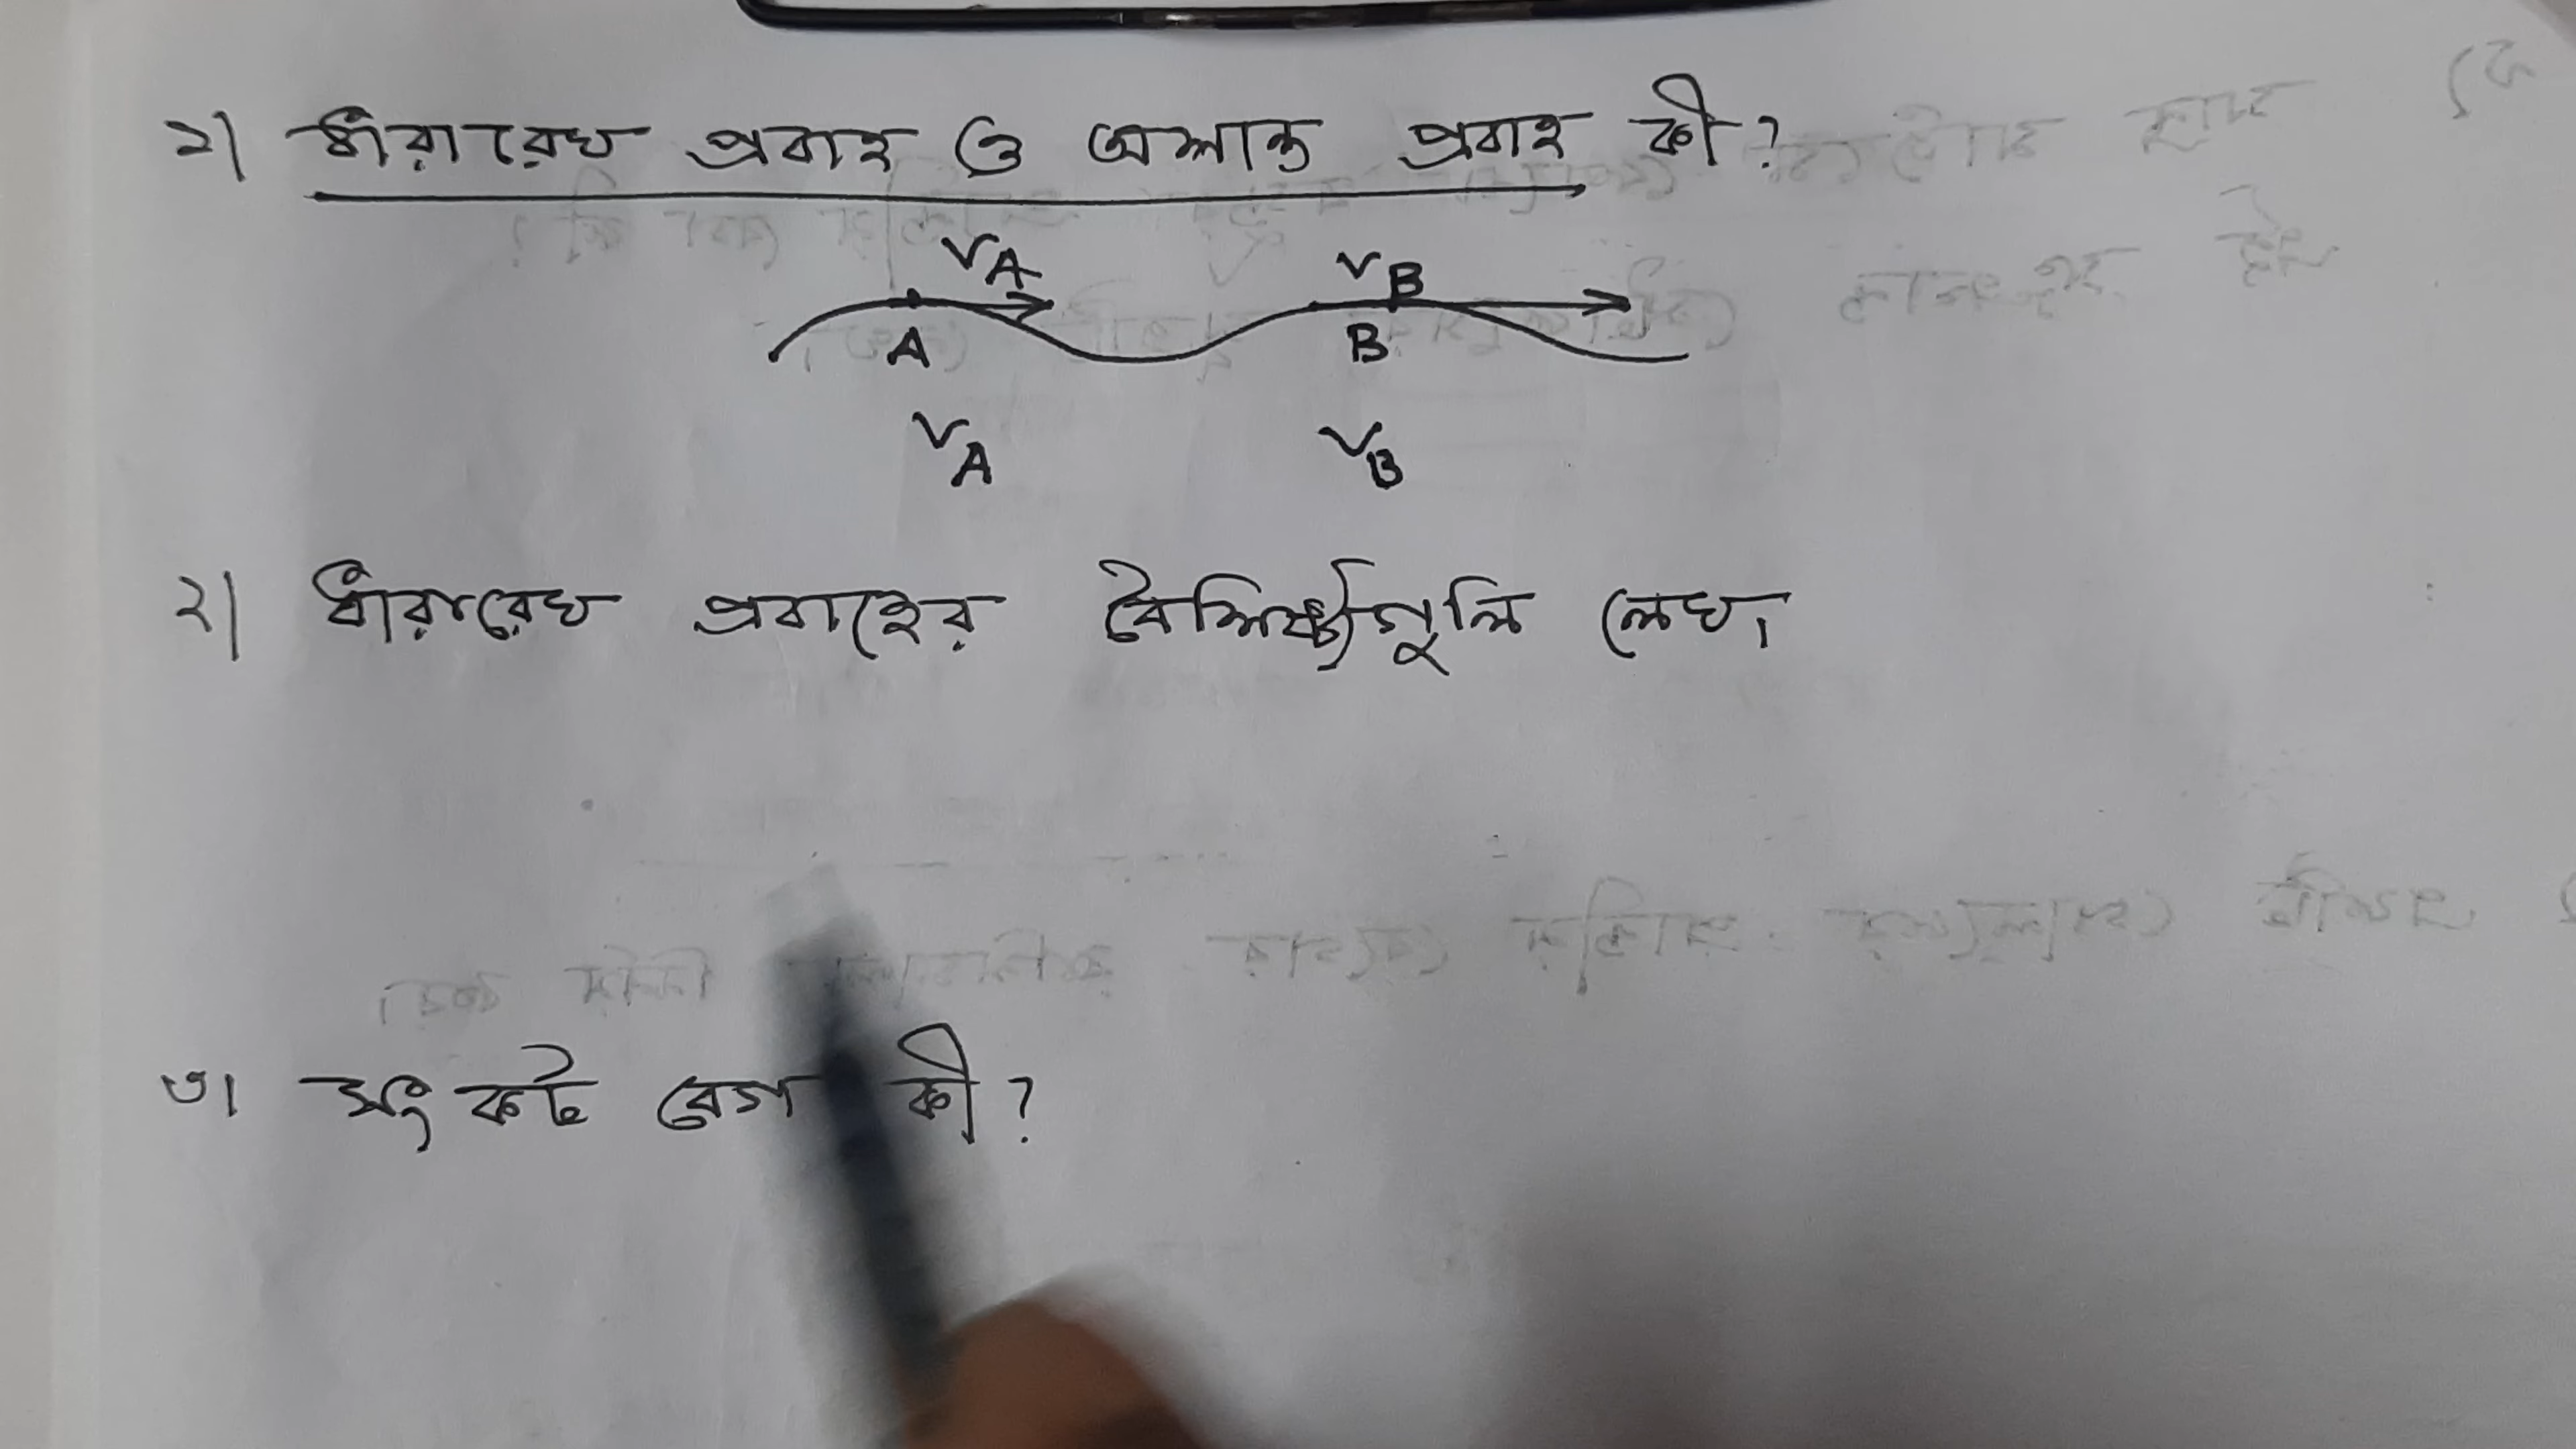 ১। ধারারেখ প্রবাহ ও অশান্ত প্রবাহ কী?
VA VB
A B
VA VB
২। ধারারেখ প্রবাহের বৈশিষ্ট্যগুলি লেখ।
৩। সংকট বেগ কী?